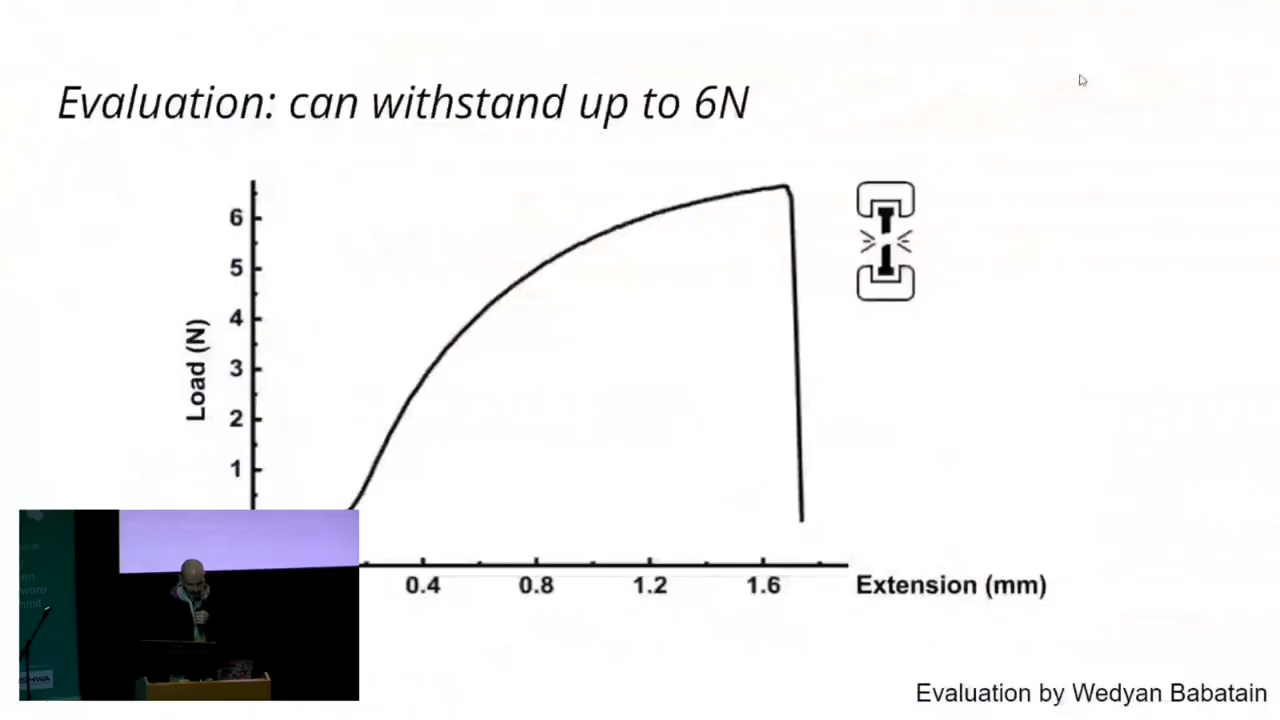 Evaluation: can withstand up to 6N
6
5
4
3
2
1
Load (N)
0.4
0.8
1.2
1.6
Extension (mm)
Evaluation by Wedyan Babatain